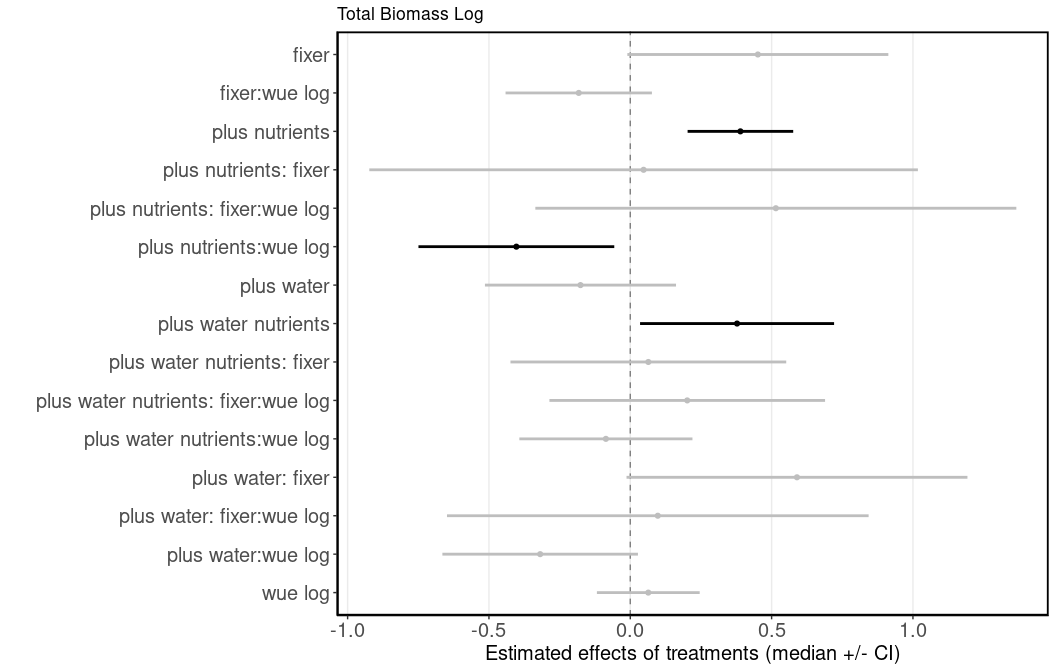 Total Biomass Log
fixer
fixer:wue log
plus nutrients
plus nutrients: fixer
plus nutrients: fixer:wue log
plus nutrients:wue log
plus water
plus water nutrients
plus water nutrients: fixer
plus water nutrients: fixer:wue log
plus water nutrients:wue log
plus water: fixer
plus water: fixer:wue log
plus water:wue log
wue log
-1.0 -0.5 0.0 0.5 1.0
Estimated effects of treatments (median +/- CI)